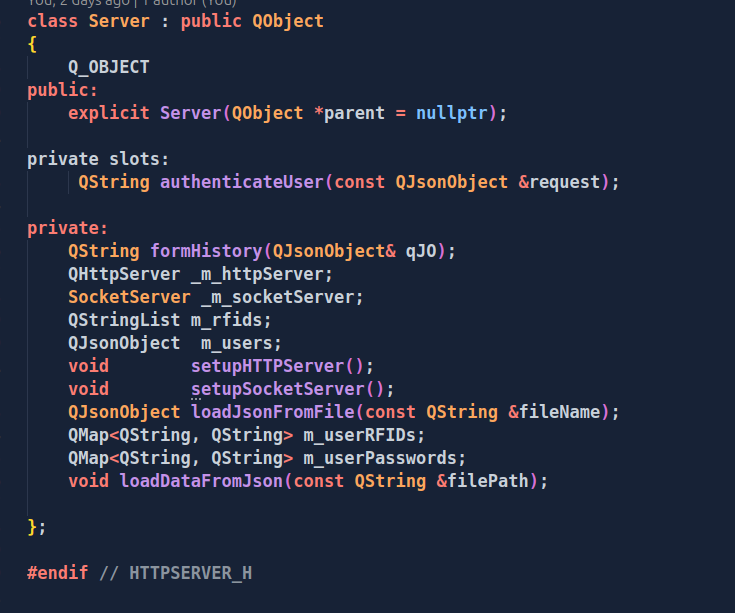 You, 2 days ago | 1 author (You)
class Server : public QObject
{
    Q_OBJECT
public:
    explicit Server(QObject *parent = nullptr);
private slots:
     QString authenticateUser(const QJsonObject &request);
private:
    QString formHistory(QJsonObject& qJO);
    QHttpServer _m_httpServer;
    SocketServer _m_socketServer;
    QStringList m_rfids;
    QJsonObject  m_users;
    void        setupHTTPServer();
    void        setupSocketServer();
    QJsonObject loadJsonFromFile(const QString &fileName);
    QMap<QString, QString> m_userRFIDs;
    QMap<QString, QString> m_userPasswords;
    void loadDataFromJson(const QString &filePath);
};
#endif // HTTPSERVER_H